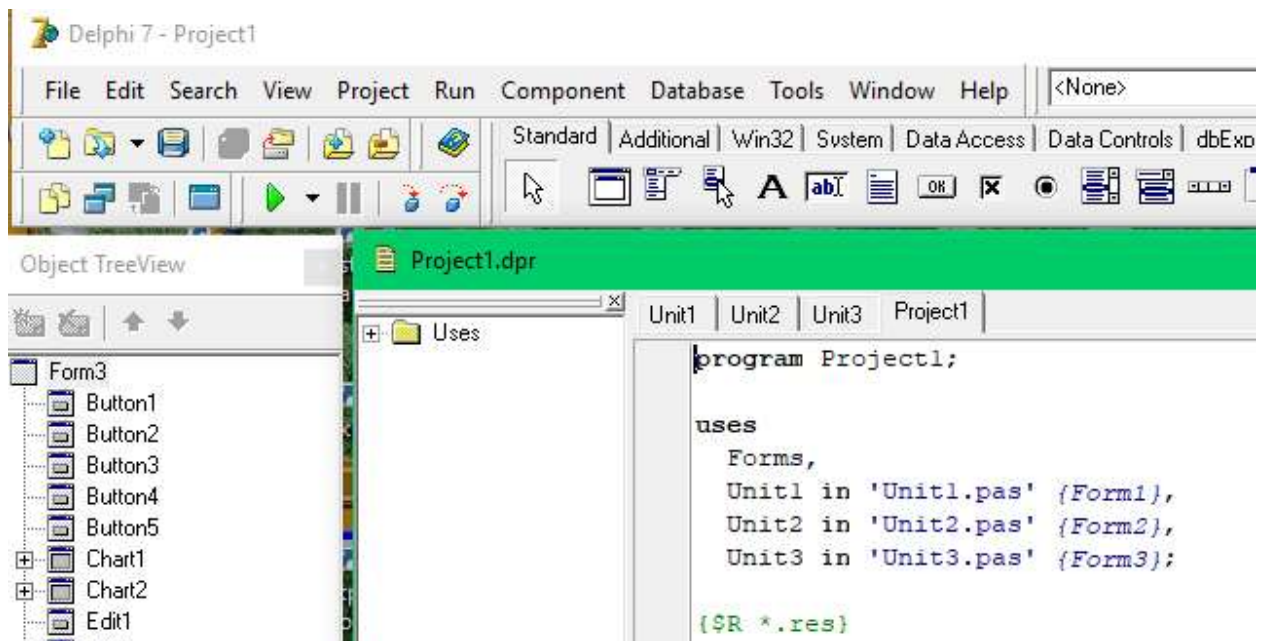 Delphi 7 - Project1
File Edit Search View Project Run Component Database Tools Window Help <None>
Standard Additional Win32 System Data Access Data Controls dbExp
A ab OK
Object TreeView
Project1.dpr
Uses
Unit1 Unit2 Unit3 Project1
Form3
Button1
Button2
Button3
Button4
Button5
Chart1
Chart2
Edit1
program Project1;
uses
Forms,
Unit1 in 'Unit1.pas' {Form1},
Unit2 in 'Unit2.pas' {Form2},
Unit3 in 'Unit3.pas' {Form3};
{$R *.res}